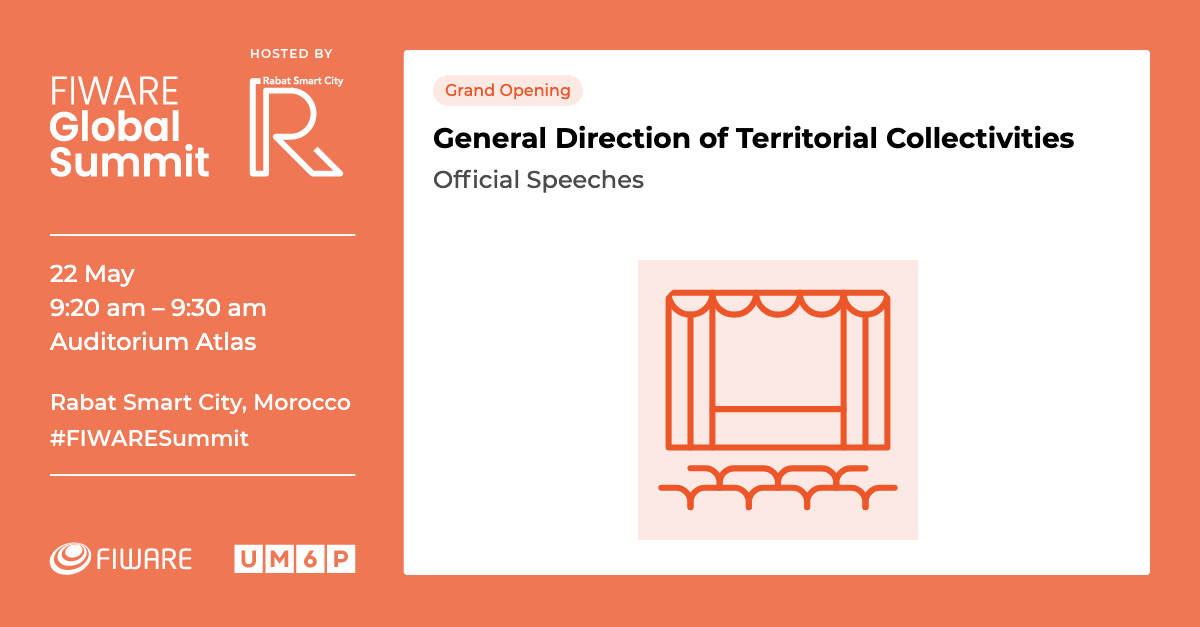 FIWARE
Global
Summit
HOSTED BY
Rabat Smart City
R
22 May
9:20 am – 9:30 am
Auditorium Atlas
Rabat Smart City, Morocco
#FIWARESummit
FIWARE
UM6P
Grand Opening
General Direction of Territorial Collectivities
Official Speeches